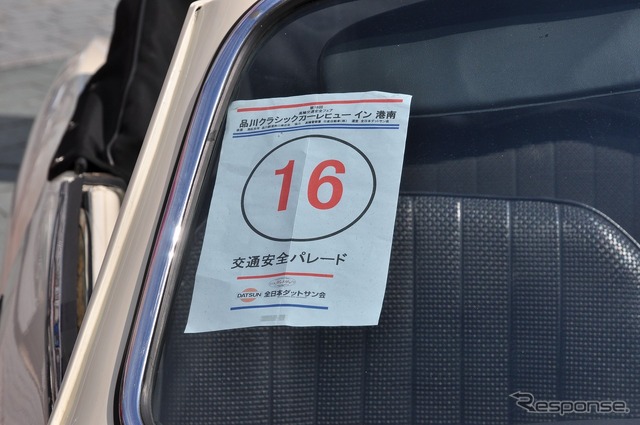 品川クラシックカーレビュー イン 港南
16
交通安全パレード
DATSUN 全日本ダットサン会
Response.